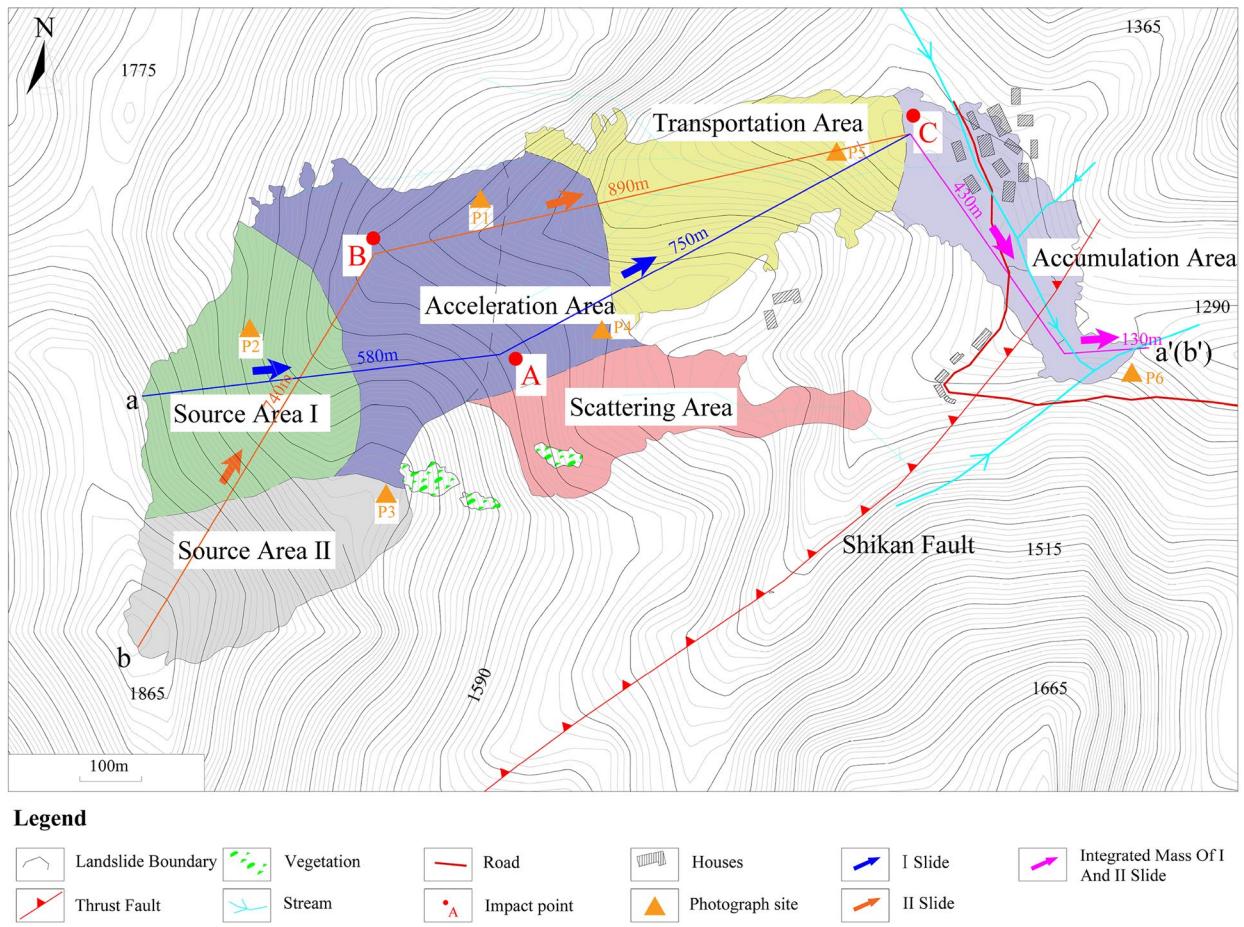 N
1775
1365
Transportation Area
C
P5
890m
P1
B
750m
430m
Acceleration Area
Accumulation Area
1290
P2
P4
580m
130m
a'(b')
P6
a
A
740m
Source Area I
Scattering Area
P3
Source Area II
Shikan Fault
1515
b
1865
1590
1665
100m
Legend
Landslide Boundary
Vegetation
Road
Houses
I Slide
Integrated Mass Of I
And II Slide
Thrust Fault
Stream
A
Impact point
Photograph site
II Slide